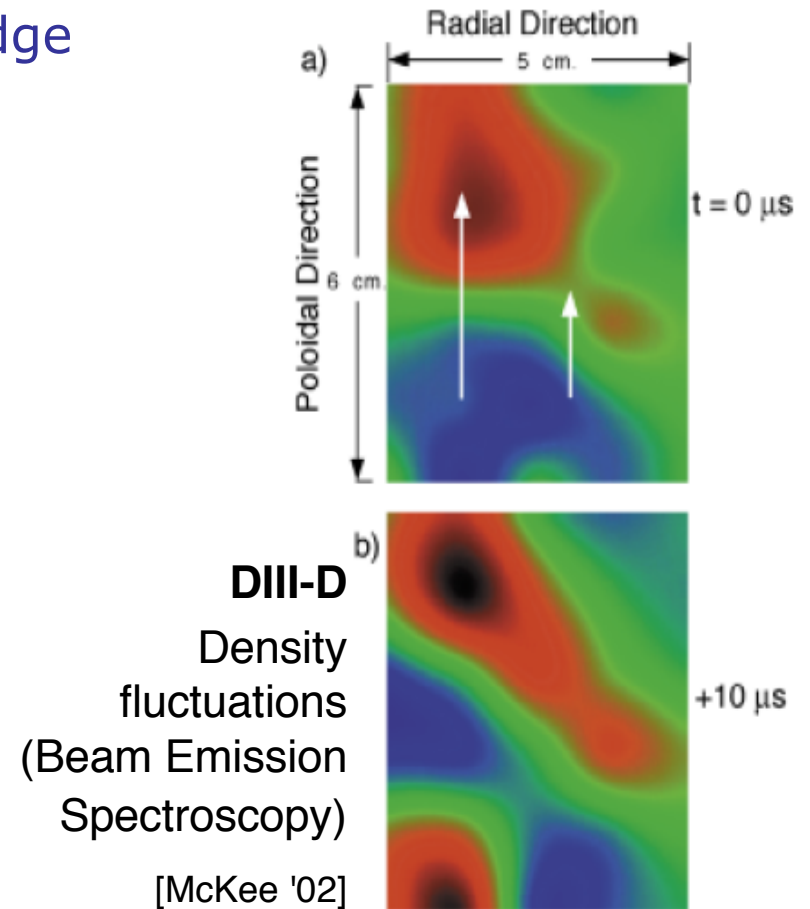 Radial Direction
a)
5 cm.
Poloidal Direction
6 cm.
t = 0 µs
b)
DIII-D
Density
fluctuations
(Beam Emission
Spectroscopy)
+10 µs
[McKee '02]